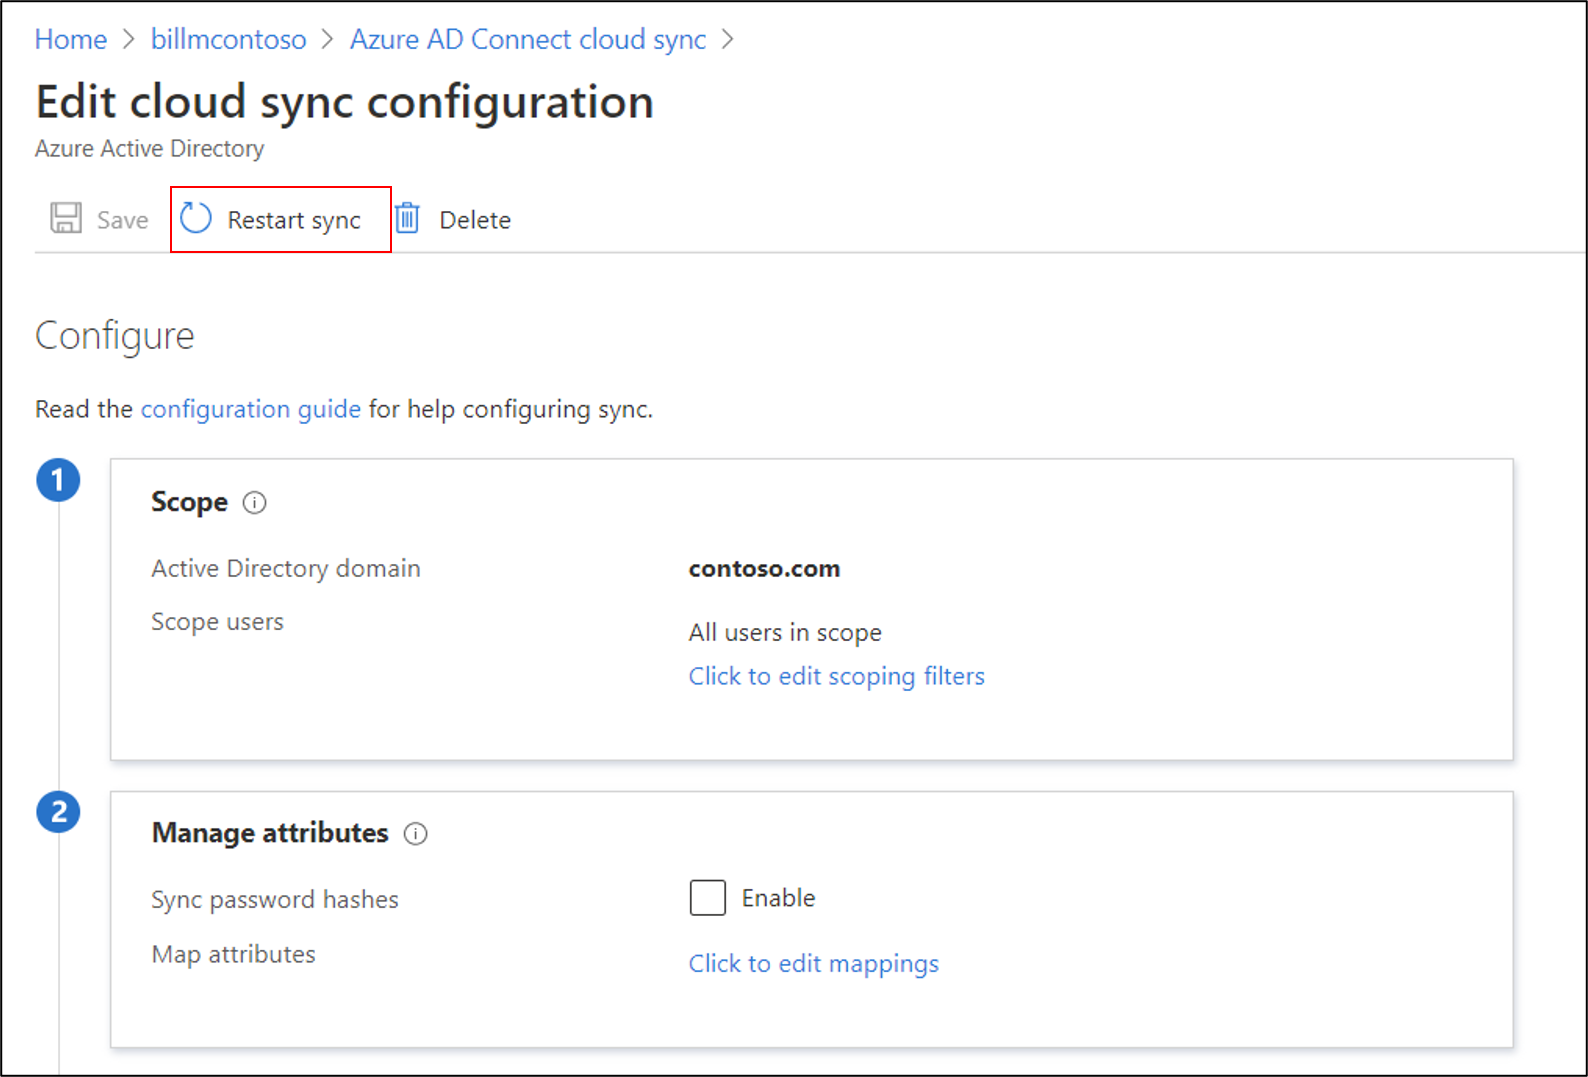 Home > billmcontoso > Azure AD Connect cloud sync >
Edit cloud sync configuration
Azure Active Directory
Save Restart sync Delete
Configure
Read the configuration guide for help configuring sync.
1
Scope
Active Directory domain contoso.com
Scope users
All users in scope
Click to edit scoping filters
2
Manage attributes
Sync password hashes Enable
Map attributes
Click to edit mappings